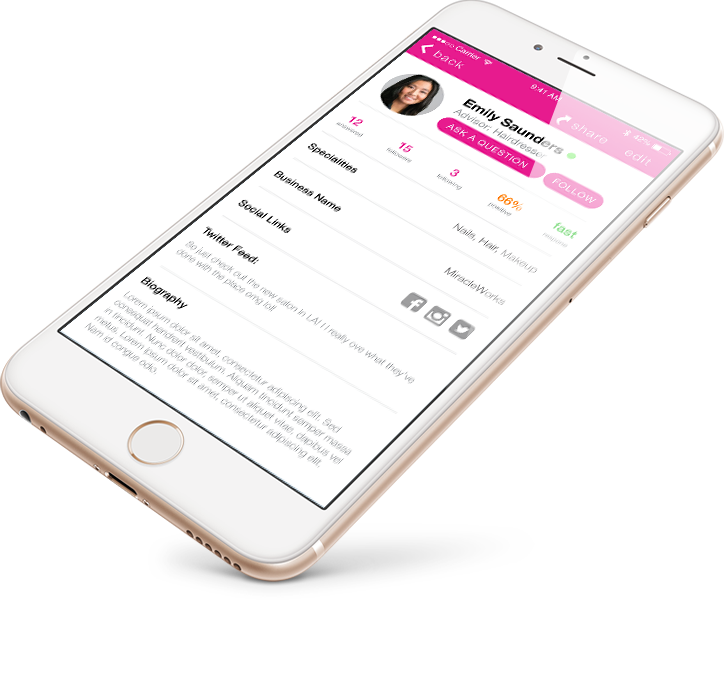 Carrier 9:41 AM 42%
back share edit
Emily Saunders
Advisor: Hairdresser
ASK A QUESTION FOLLOW
12 15 3 66% fast
answered followers following positive response
Specialities Nails, Hair, Makeup
Business Name MiracleWorks
Social Links
Twitter Feed:
So just check out the new salon in LA! I I really ove what they've
done with the place omg lol!
Biography
Lorem ipsum dolor sit amet, consectetur adipiscing elit. Sed
consequat hendrerit vestibulum. Aliquam tincidunt semper massa
in tincidunt. Nunc dolor dolor, semper ut aliquet vitae, dapibus vel
metus. Lorem ipsum dolor sit amet, consectetur adipiscing elit.
Nam id congue odio.